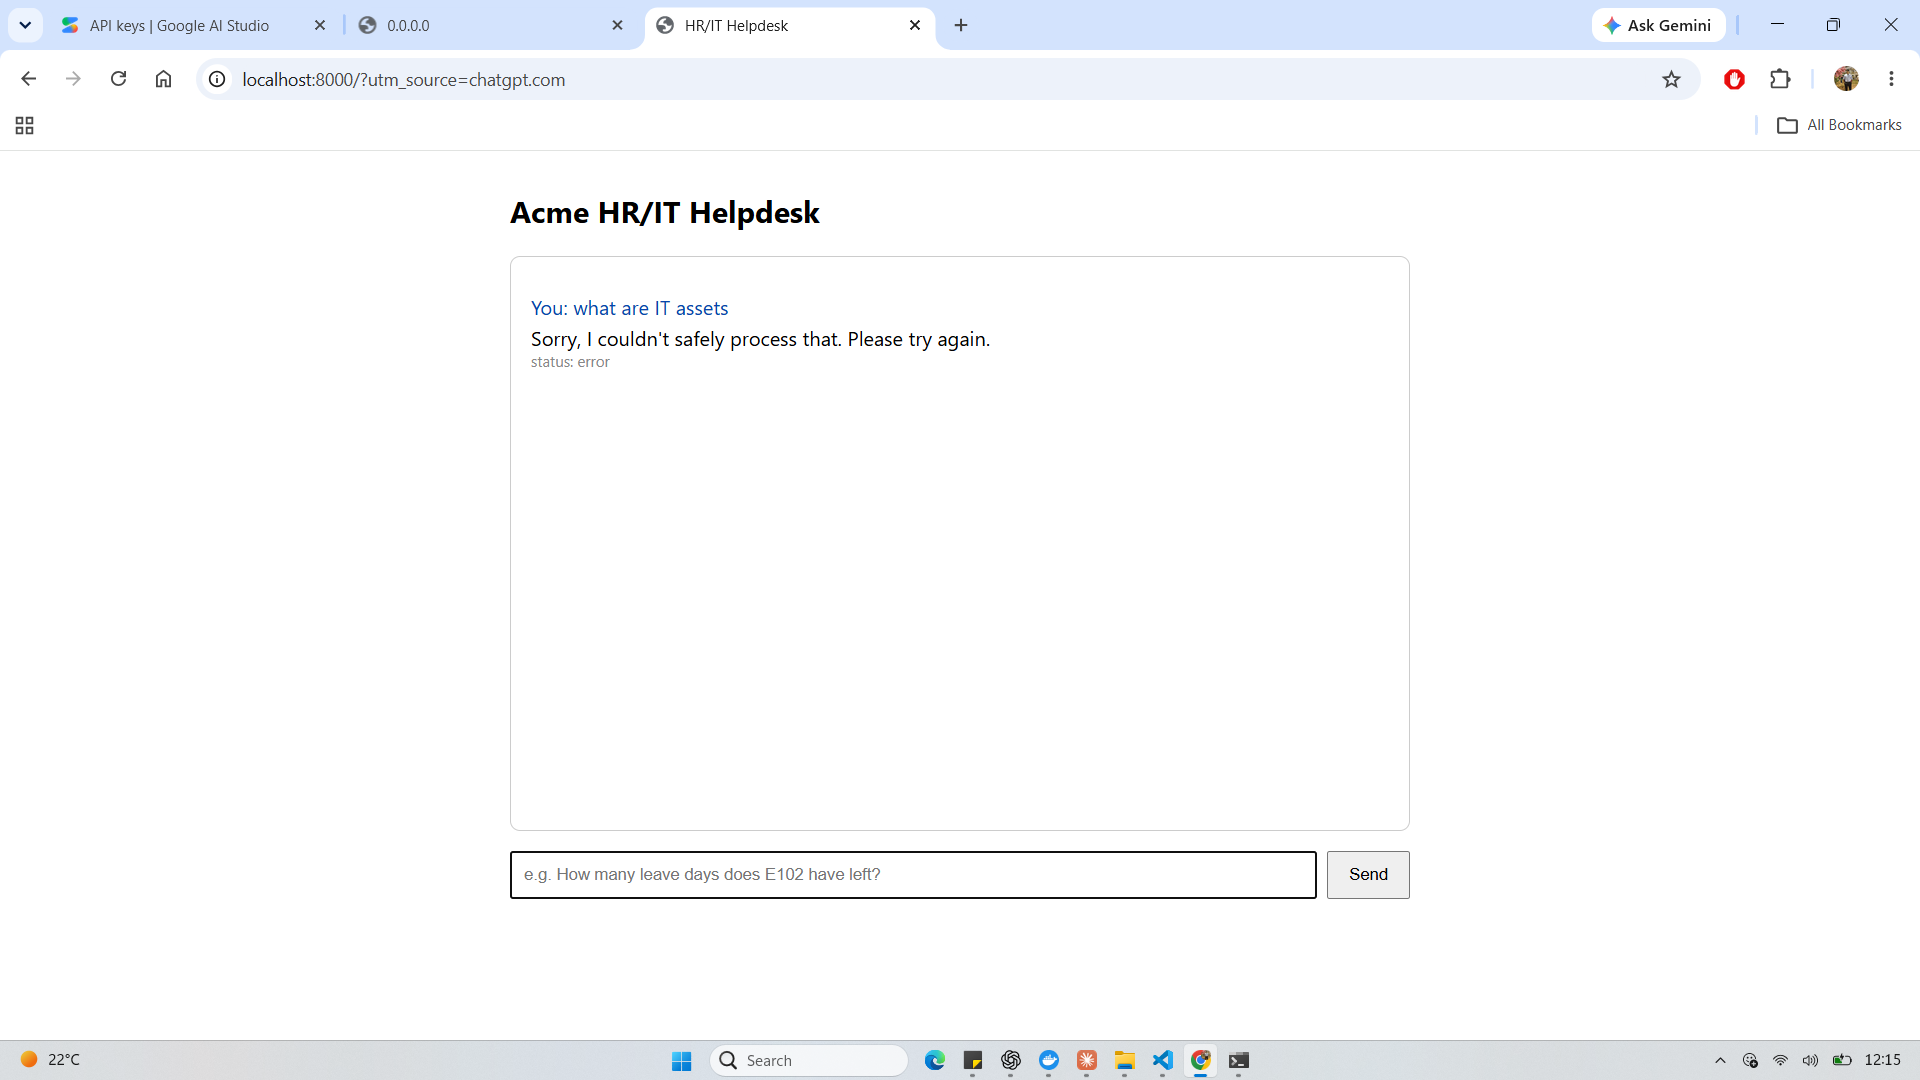 API keys | Google AI Studio
0.0.0.0
HR/IT Helpdesk
Ask Gemini
localhost:8000/?utm_source=chatgpt.com
All Bookmarks
Acme HR/IT Helpdesk
You: what are IT assets
Sorry, I couldn't safely process that. Please try again.
status: error
e.g. How many leave days does E102 have left?
Send
22°C
Search
12:15